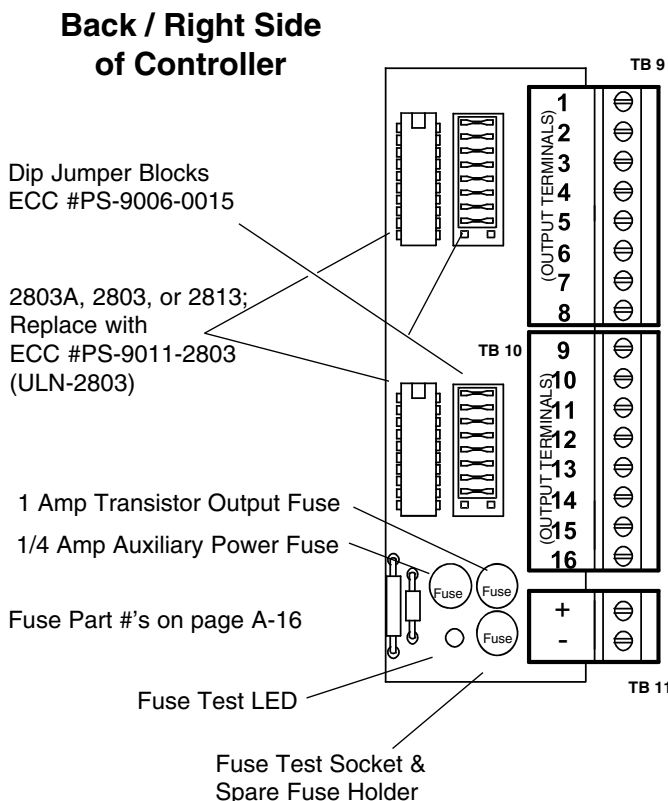 Back / Right Side
of Controller
TB 9
1
2
3
4
5
6
7
8
(OUTPUT TERMINALS)
Dip Jumper Blocks
ECC #PS-9006-0015
2803A, 2803, or 2813;
Replace with
ECC #PS-9011-2803
(ULN-2803)
TB 10
9
10
11
12
13
14
15
16
(OUTPUT TERMINALS)
1 Amp Transistor Output Fuse
1/4 Amp Auxiliary Power Fuse
Fuse
Fuse
Fuse
Fuse Part #'s on page A-16
+
-
TB 11
Fuse Test LED
Fuse Test Socket &
Spare Fuse Holder